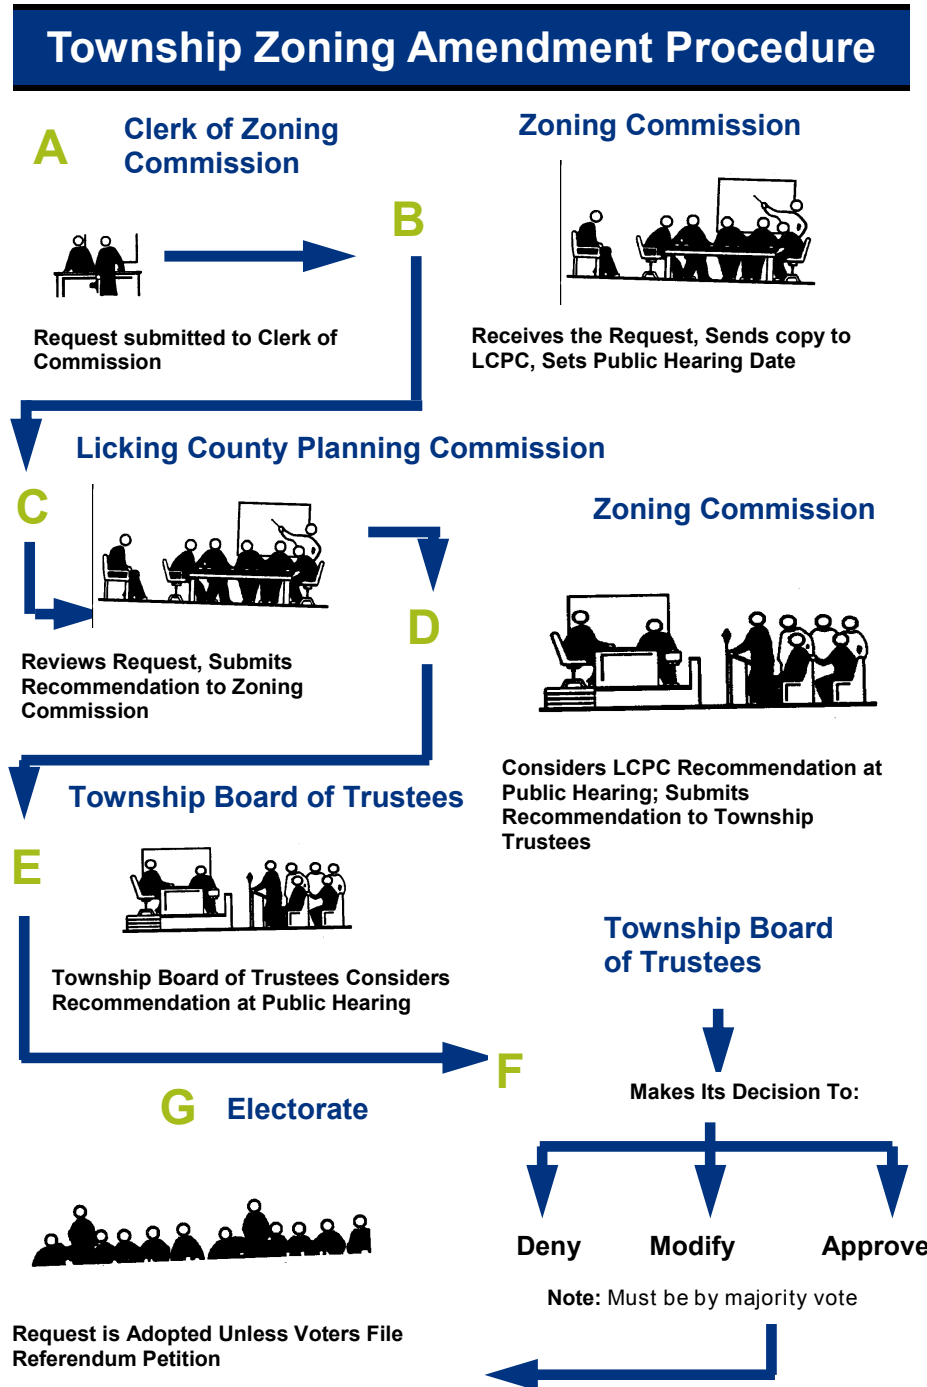 Township Zoning Amendment Procedure
A
Clerk of Zoning
Commission
Request submitted to Clerk of
Commission
B
Zoning Commission
Receives the Request, Sends copy to
LCPC, Sets Public Hearing Date
Licking County Planning Commission
C
Reviews Request, Submits
Recommendation to Zoning
Commission
D
Zoning Commission
Considers LCPC Recommendation at
Public Hearing; Submits
Recommendation to Township
Trustees
Township Board of Trustees
E
Township Board of Trustees Considers
Recommendation at Public Hearing
F
Township Board
of Trustees
Makes Its Decision To:
Deny Modify Approve
Note: Must be by majority vote
G Electorate
Request is Adopted Unless Voters File
Referendum Petition